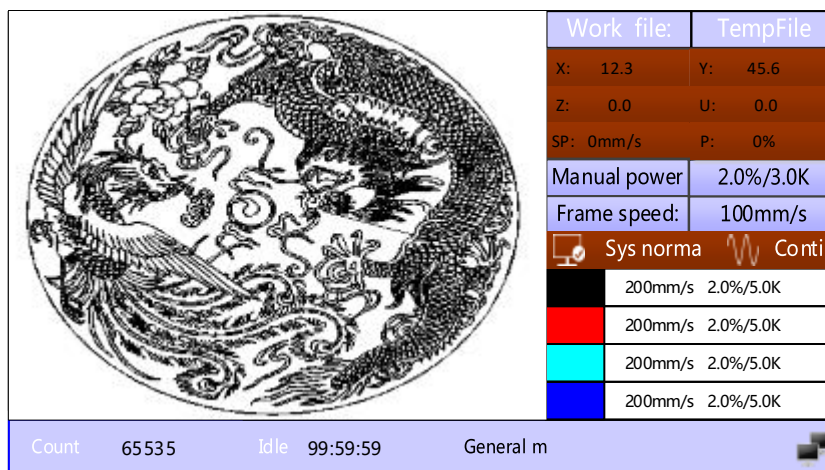 Work file: TempFile
X: 12.3 Y: 45.6
Z: 0.0 U: 0.0
SP: 0mm/s P: 0%
Manual power 2.0%/3.0K
Frame speed: 100mm/s
Sys norma Conti
200mm/s 2.0%/5.0K
200mm/s 2.0%/5.0K
200mm/s 2.0%/5.0K
200mm/s 2.0%/5.0K
Count 65535 Idle 99:59:59 General m